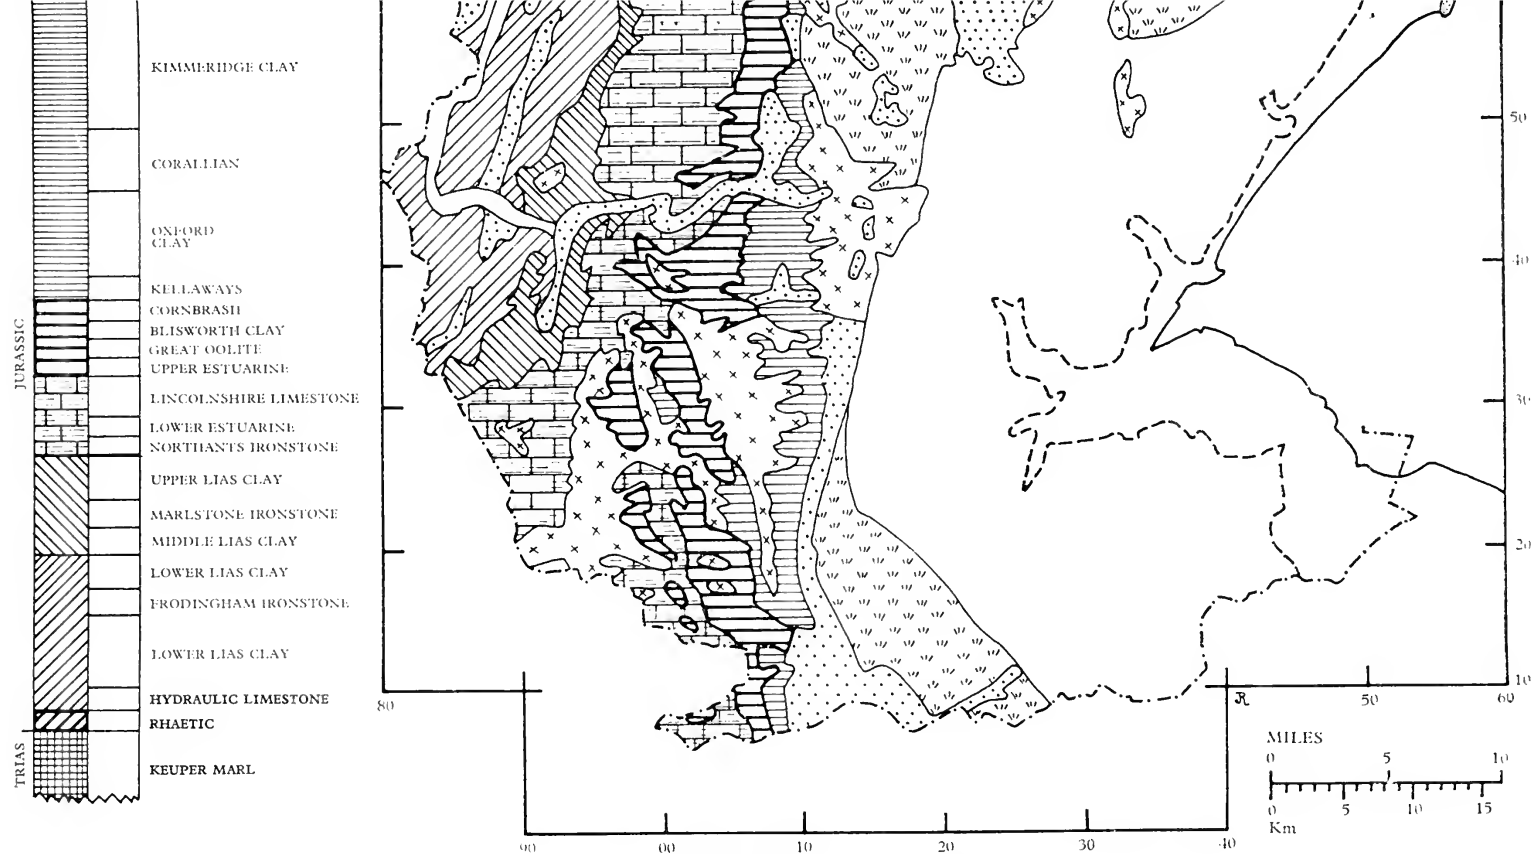 KIMMERIDGE CLAY
CORALLIAN
OXFORD
CLAY
KELLAWAYS
CORNBRASH
BLISWORTH CLAY
GREAT OOLITE
UPPER ESTUARINE
LINCOLNSHIRE LIMESTONE
LOWER ESTUARINE
NORTHANTS IRONSTONE
UPPER LIAS CLAY
MARLSTONE IRONSTONE
MIDDLE LIAS CLAY
LOWER LIAS CLAY
FRODINGHAM IRONSTONE
LOWER LIAS CLAY
HYDRAULIC LIMESTONE
RHAETIC
KEUPER MARL
JURASSIC
TRIAS
50
40
30
20
10
80
R
50
60
90
00
10
20
30
40
MILES
0 5 10
0 5 10 15
Km